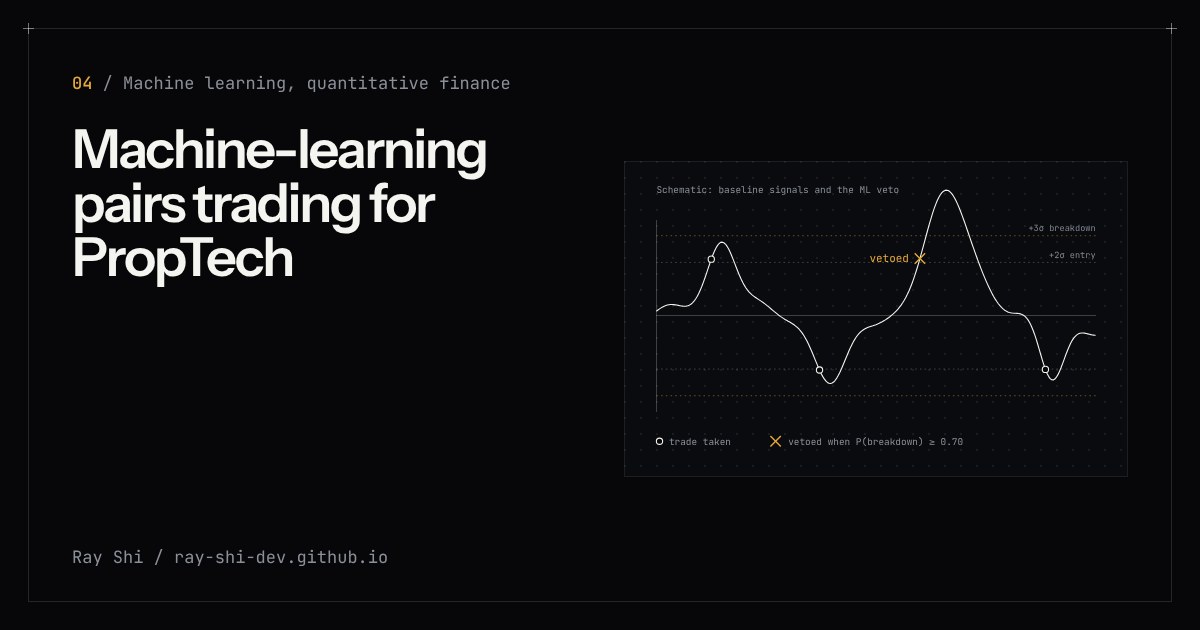 04 / Machine learning, quantitative finance
Machine-learning
pairs trading for
PropTech
Schematic: baseline signals and the ML veto
+3σ breakdown
+2σ entry
vetoed
trade taken
vetoed when P(breakdown) ≥ 0.70
Ray Shi / ray-shi-dev.github.io